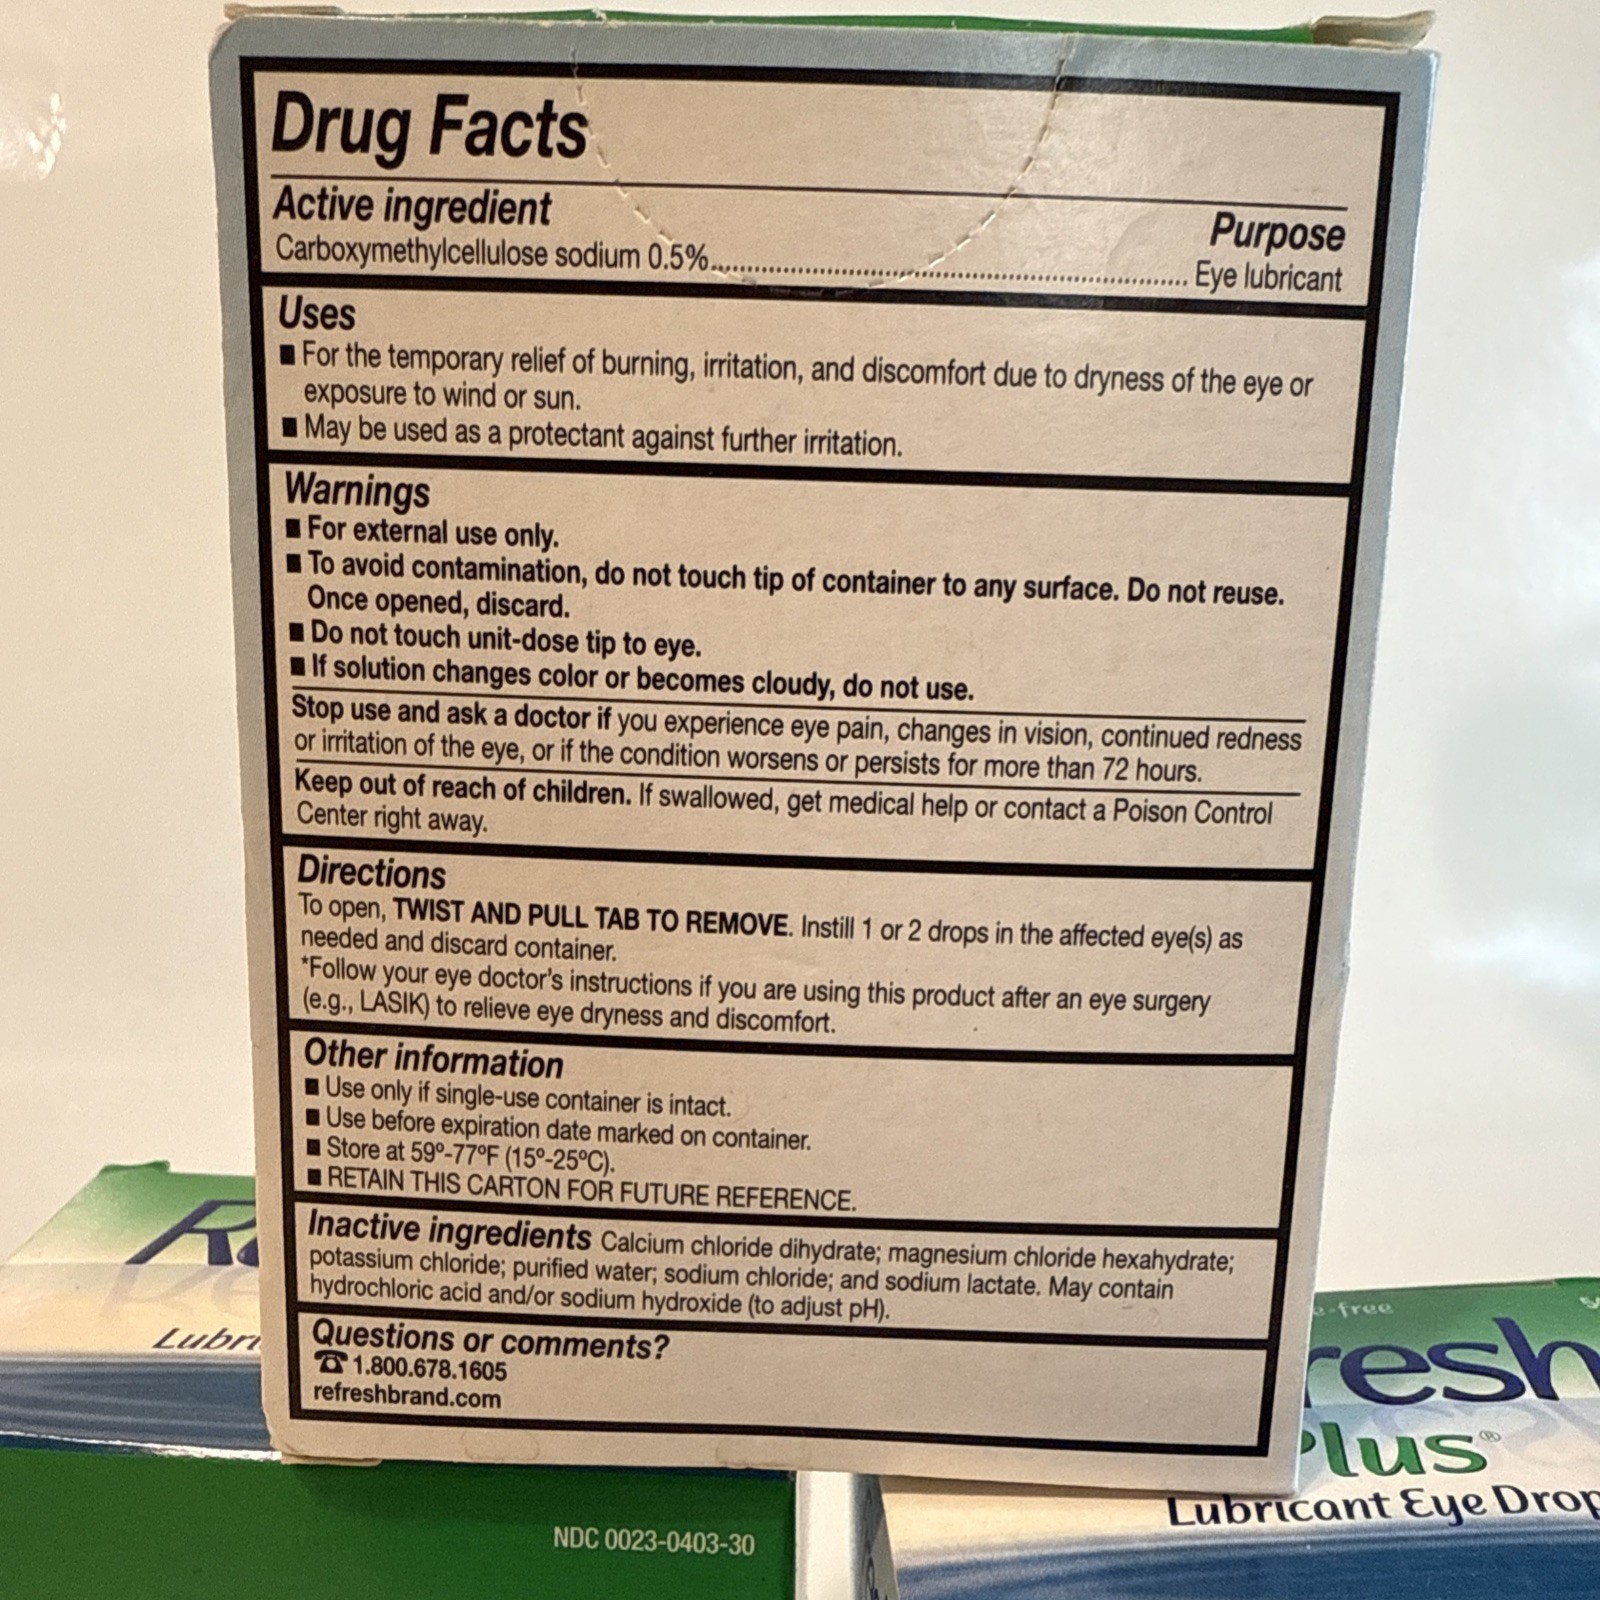 Drug Facts
Active ingredient
Purpose
Carboxymethylcellulose sodium 0.5%........................................................ Eye lubricant
Uses
■ For the temporary relief of burning, irritation, and discomfort due to dryness of the eye or
exposure to wind or sun.
■ May be used as a protectant against further irritation.
Warnings
■ For external use only.
■ To avoid contamination, do not touch tip of container to any surface. Do not reuse.
Once opened, discard.
■ Do not touch unit-dose tip to eye.
■ If solution changes color or becomes cloudy, do not use.
Stop use and ask a doctor if you experience eye pain, changes in vision, continued redness
or irritation of the eye, or if the condition worsens or persists for more than 72 hours.
Keep out of reach of children. If swallowed, get medical help or contact a Poison Control
Center right away.
Directions
To open, TWIST AND PULL TAB TO REMOVE. Instill 1 or 2 drops in the affected eye(s) as
needed and discard container.
*Follow your eye doctor's instructions if you are using this product after an eye surgery
(e.g., LASIK) to relieve eye dryness and discomfort.
Other information
■ Use only if single-use container is intact.
■ Use before expiration date marked on container.
■ Store at 59º-77ºF (15º-25ºC).
■ RETAIN THIS CARTON FOR FUTURE REFERENCE.
Inactive ingredients Calcium chloride dihydrate; magnesium chloride hexahydrate;
potassium chloride; purified water; sodium chloride; and sodium lactate. May contain
hydrochloric acid and/or sodium hydroxide (to adjust pH).
Questions or comments?
☎ 1.800.678.1605
refreshbrand.com
Lubri
NDC 0023-0403-30
e-free
resh
Plus®
Lubricant Eye Drop